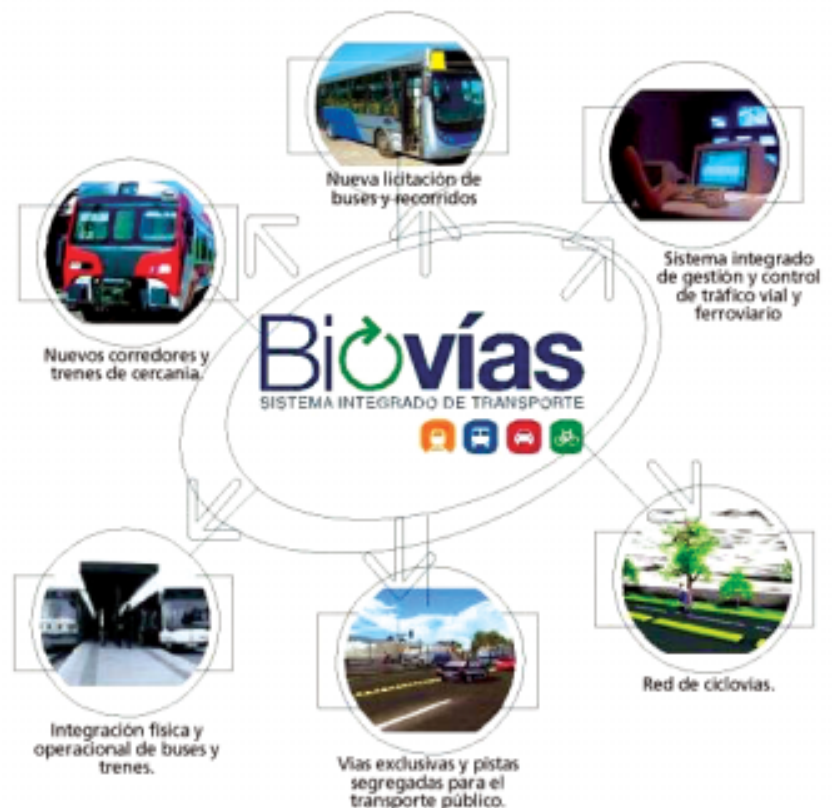 Nueva licitación de
buses y recorridos
Sistema integrado
de gestión y control
de tráfico vial y
ferroviario
Nuevos corredores y
trenes de cercanía.
Biovías
SISTEMA INTEGRADO DE TRANSPORTE
Red de ciclovías.
Integración física y
operacional de buses y
trenes.
Vías exclusivas y pistas
segregadas para el
transporte público.